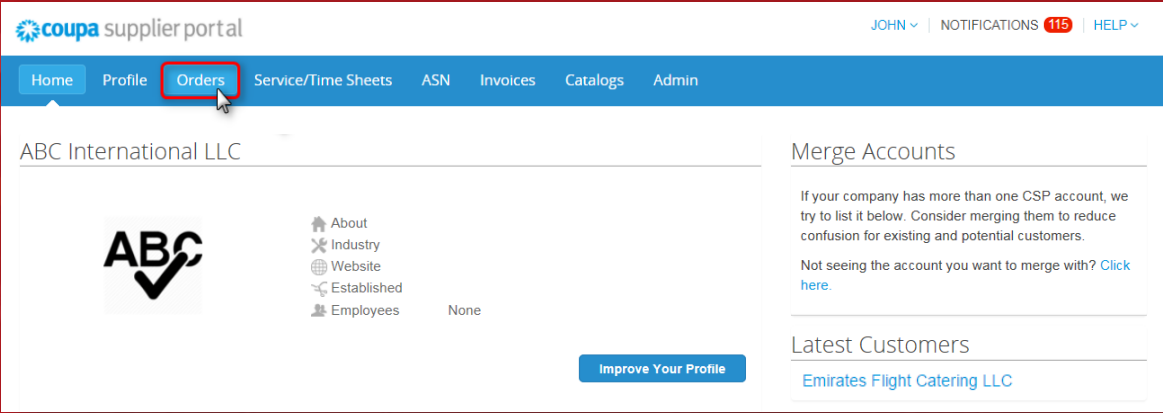 coupa supplier portal
JOHN NOTIFICATIONS 115 HELP
Home Profile Orders Service/Time Sheets ASN Invoices Catalogs Admin
ABC International LLC
ABC
About
Industry
Website
Established
Employees None
Improve Your Profile
Merge Accounts
If your company has more than one CSP account, we
try to list it below. Consider merging them to reduce
confusion for existing and potential customers.
Not seeing the account you want to merge with? Click
here.
Latest Customers
Emirates Flight Catering LLC